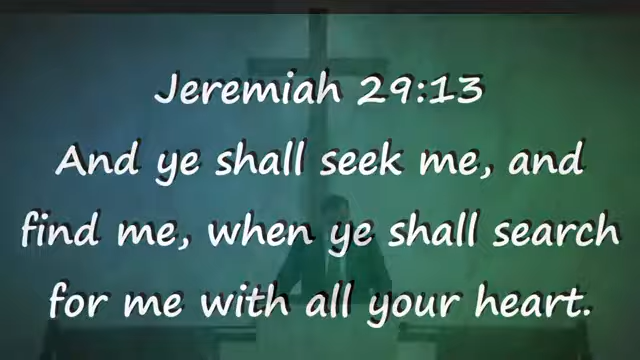 Jeremiah 29:13
And ye shall seek me, and
find me, when ye shall search
for me with all your heart.